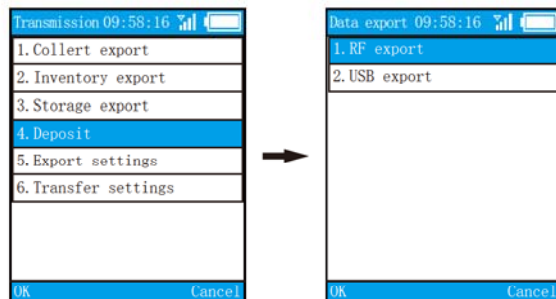 Transmission 09:58:16
1.Collert export
2.Inventory export
3.Storage export
4.Deposit
5.Export settings
6.Transfer settings
OK Cancel
Data export 09:58:16
1.RF export
2.USB export
OK Cancel